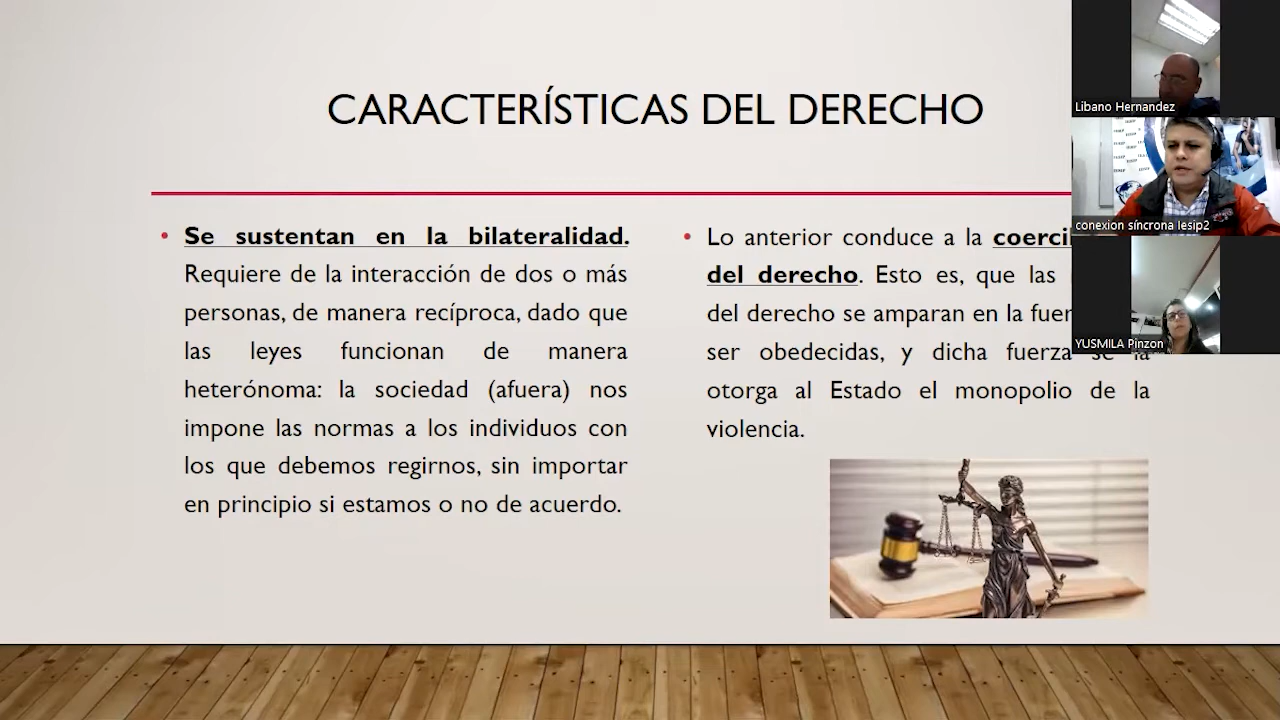 CARACTERÍSTICAS DEL DERECHO
• Se sustentan en la bilateralidad.
Requiere de la interacción de dos o más
personas, de manera recíproca, dado que
las leyes funcionan de manera
heterónoma: la sociedad (afuera) nos
impone las normas a los individuos con
los que debemos regirnos, sin importar
en principio si estamos o no de acuerdo.
• Lo anterior conduce a la
del derecho. Esto es, que las
del derecho se amparan en la
ser obedecidas, y dicha fuerza se la
otorga al Estado el monopolio de la
violencia.
Libano Hernandez
conexion síncrona Iesip2
YUSMILA Pinzon